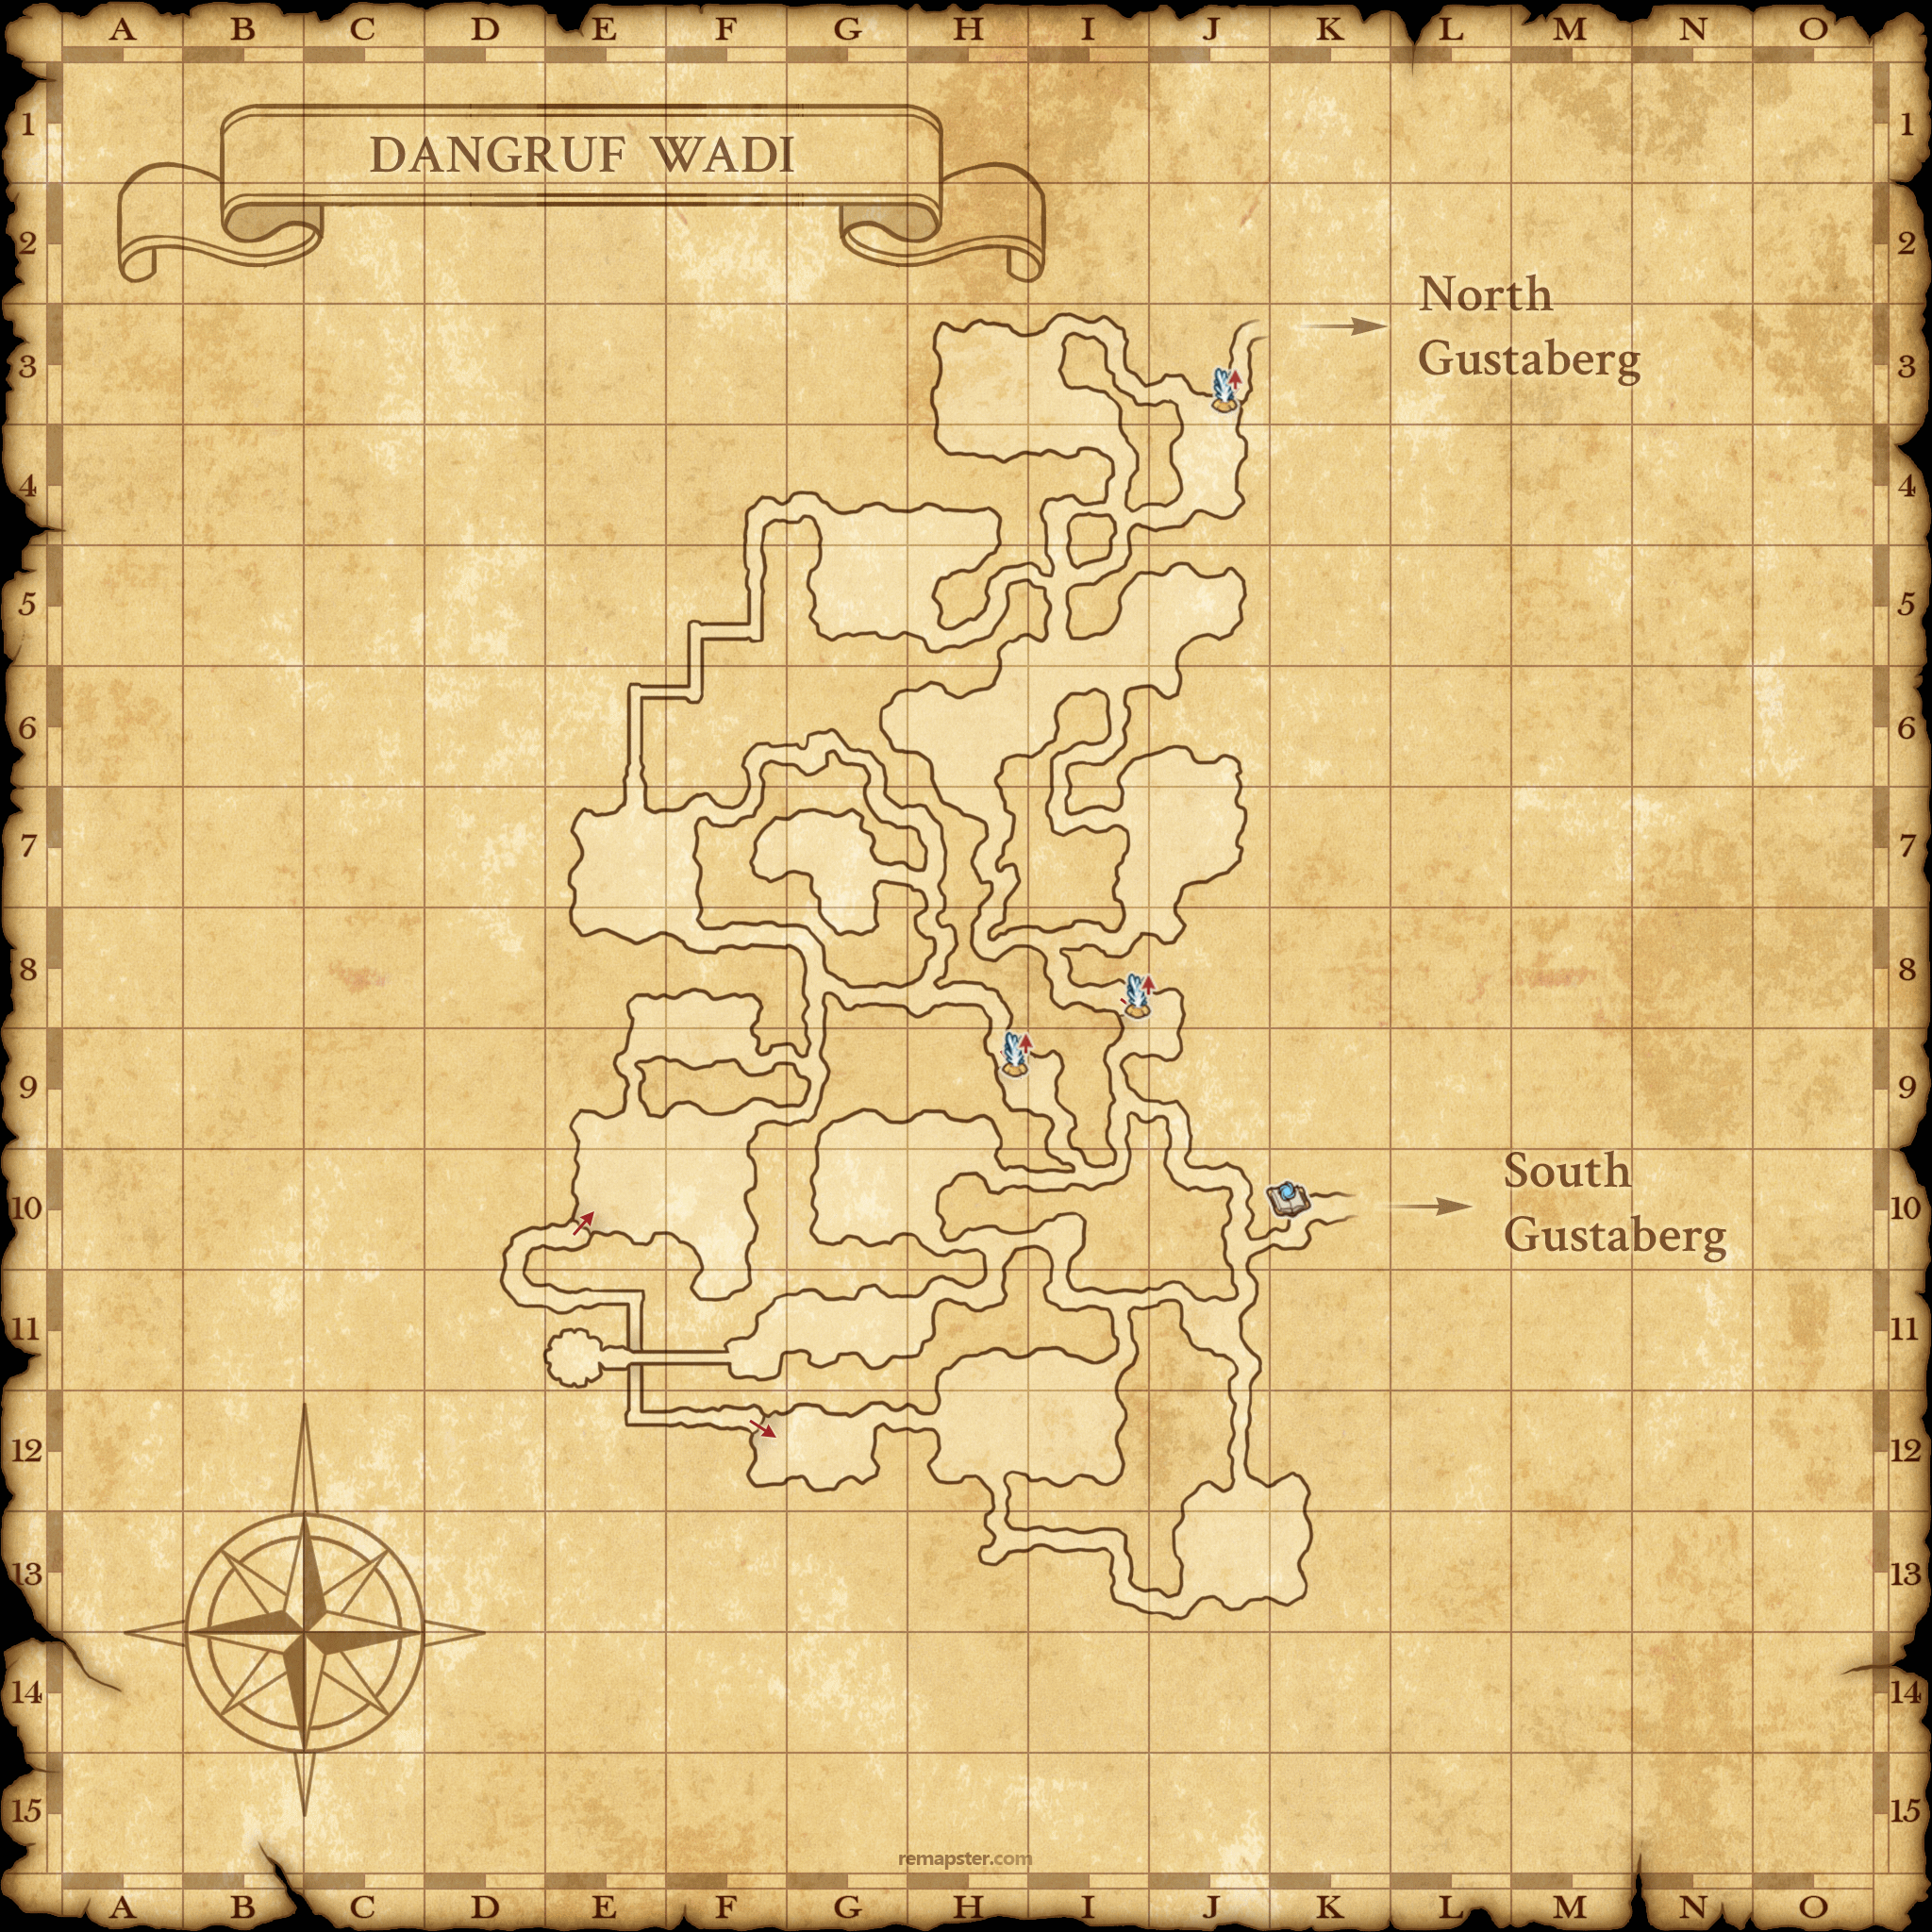 A B C D E F G H I J K L M N O
DANGRUF WADI
North
Gustaberg
South
Gustaberg
1 1
2 2
3 3
4 4
5 5
6 6
7 7
8 8
9 9
10 10
11 11
12 12
13 13
14 14
15 15
remapster.com
A B C D E F G H I J K L M N O